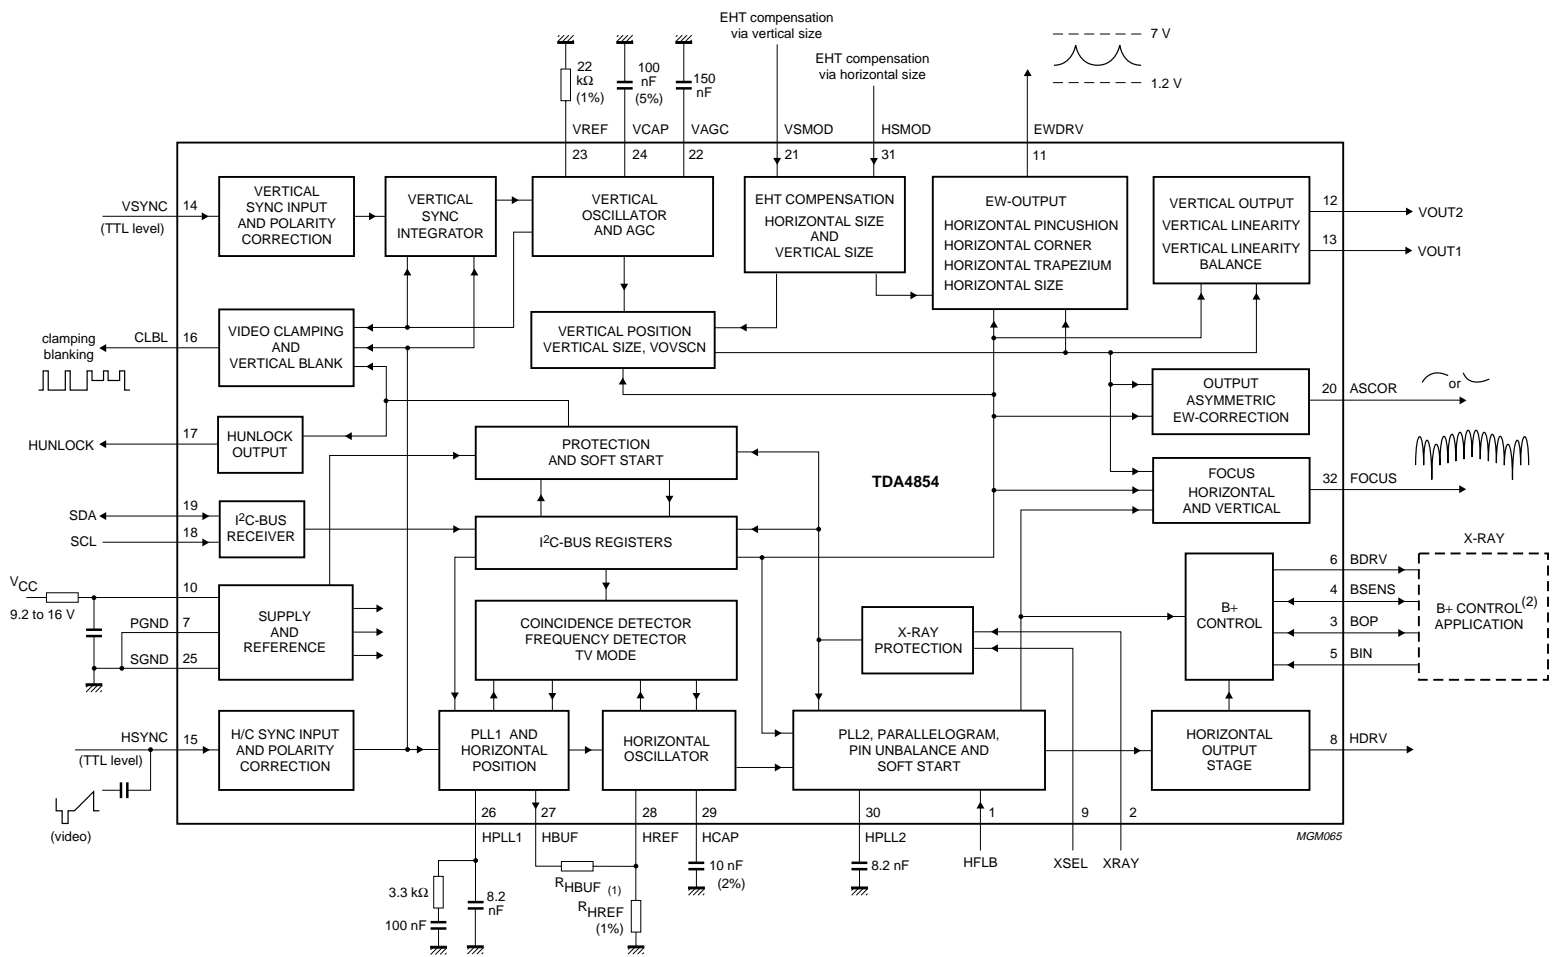 EHT compensation
via vertical size
EHT compensation
via horizontal size
7 V
1.2 V
22
kΩ
(1%)
100
nF
(5%)
150
nF
VREF
VCAP
VAGC
VSMOD
HSMOD
EWDRV
23
24
22
21
31
11
VSYNC
(TTL level)
14
VERTICAL
SYNC INPUT
AND POLARITY
CORRECTION
VERTICAL
SYNC
INTEGRATOR
VERTICAL
OSCILLATOR
AND AGC
EHT COMPENSATION
HORIZONTAL SIZE
AND
VERTICAL SIZE
EW-OUTPUT
HORIZONTAL PINCUSHION
HORIZONTAL CORNER
HORIZONTAL TRAPEZIUM
HORIZONTAL SIZE
VERTICAL OUTPUT
VERTICAL LINEARITY
VERTICAL LINEARITY
BALANCE
12
VOUT2
13
VOUT1
clamping
blanking
CLBL
16
VIDEO CLAMPING
AND
VERTICAL BLANK
VERTICAL POSITION
VERTICAL SIZE, VOVSCN
OUTPUT
ASYMMETRIC
EW-CORRECTION
20
ASCOR
or
HUNLOCK
17
HUNLOCK
OUTPUT
PROTECTION
AND SOFT START
TDA4854
FOCUS
HORIZONTAL
AND VERTICAL
32
FOCUS
SDA
19
SCL
18
I2C-BUS
RECEIVER
I2C-BUS REGISTERS
X-RAY
VCC
9.2 to 16 V
10
PGND
7
SGND
25
SUPPLY
AND
REFERENCE
COINCIDENCE DETECTOR
FREQUENCY DETECTOR
TV MODE
X-RAY
PROTECTION
B+
CONTROL
6
BDRV
4
BSENS
3
BOP
5
BIN
B+ CONTROL(2)
APPLICATION
HSYNC
(TTL level)
15
(video)
H/C SYNC INPUT
AND POLARITY
CORRECTION
PLL1 AND
HORIZONTAL
POSITION
HORIZONTAL
OSCILLATOR
PLL2, PARALLELOGRAM,
PIN UNBALANCE AND
SOFT START
HORIZONTAL
OUTPUT
STAGE
8
HDRV
26
27
28
29
30
1
9
2
HPLL1
HBUF
HREF
HCAP
HPLL2
HFLB
XSEL
XRAY
MGM065
3.3 kΩ
100 nF
8.2
nF
RHBUF (1)
RHREF
(1%)
10 nF
(2%)
8.2 nF